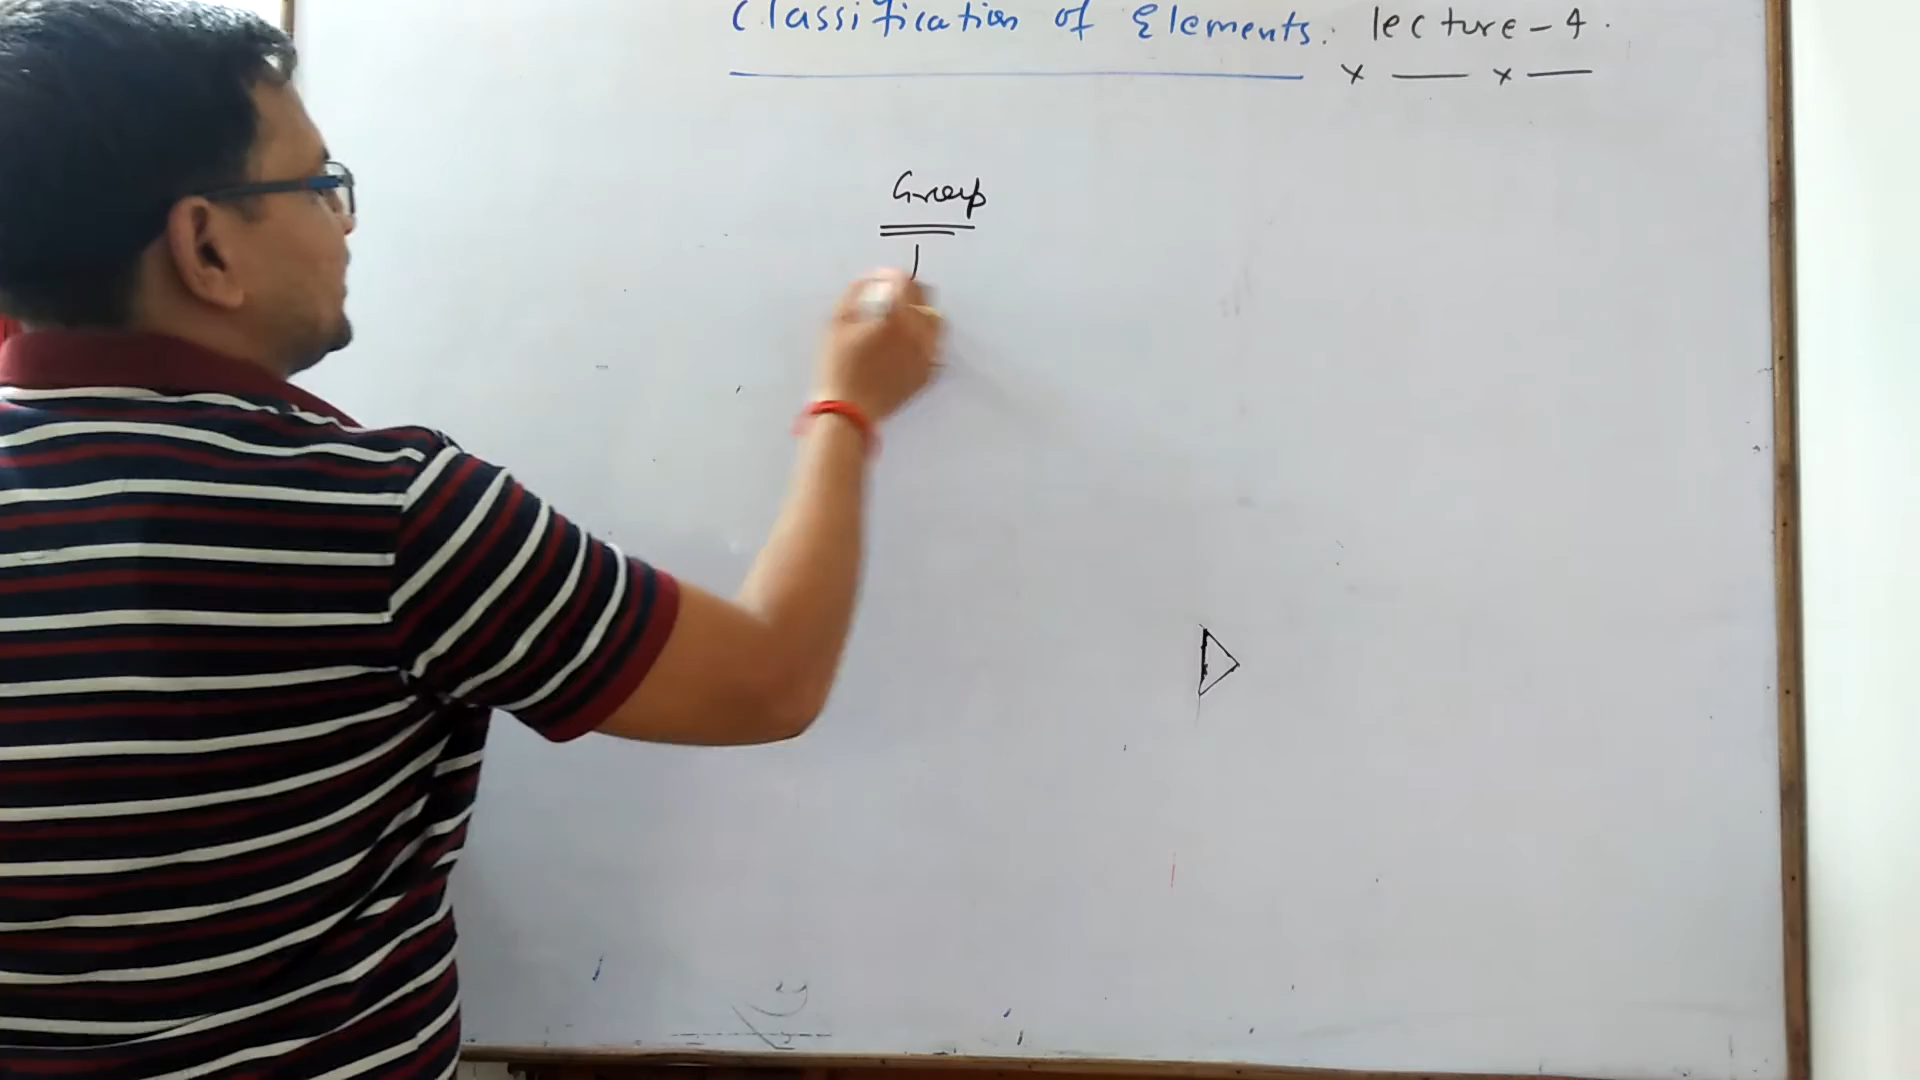 Classification of Elements. lecture-4.
x — x —
Group